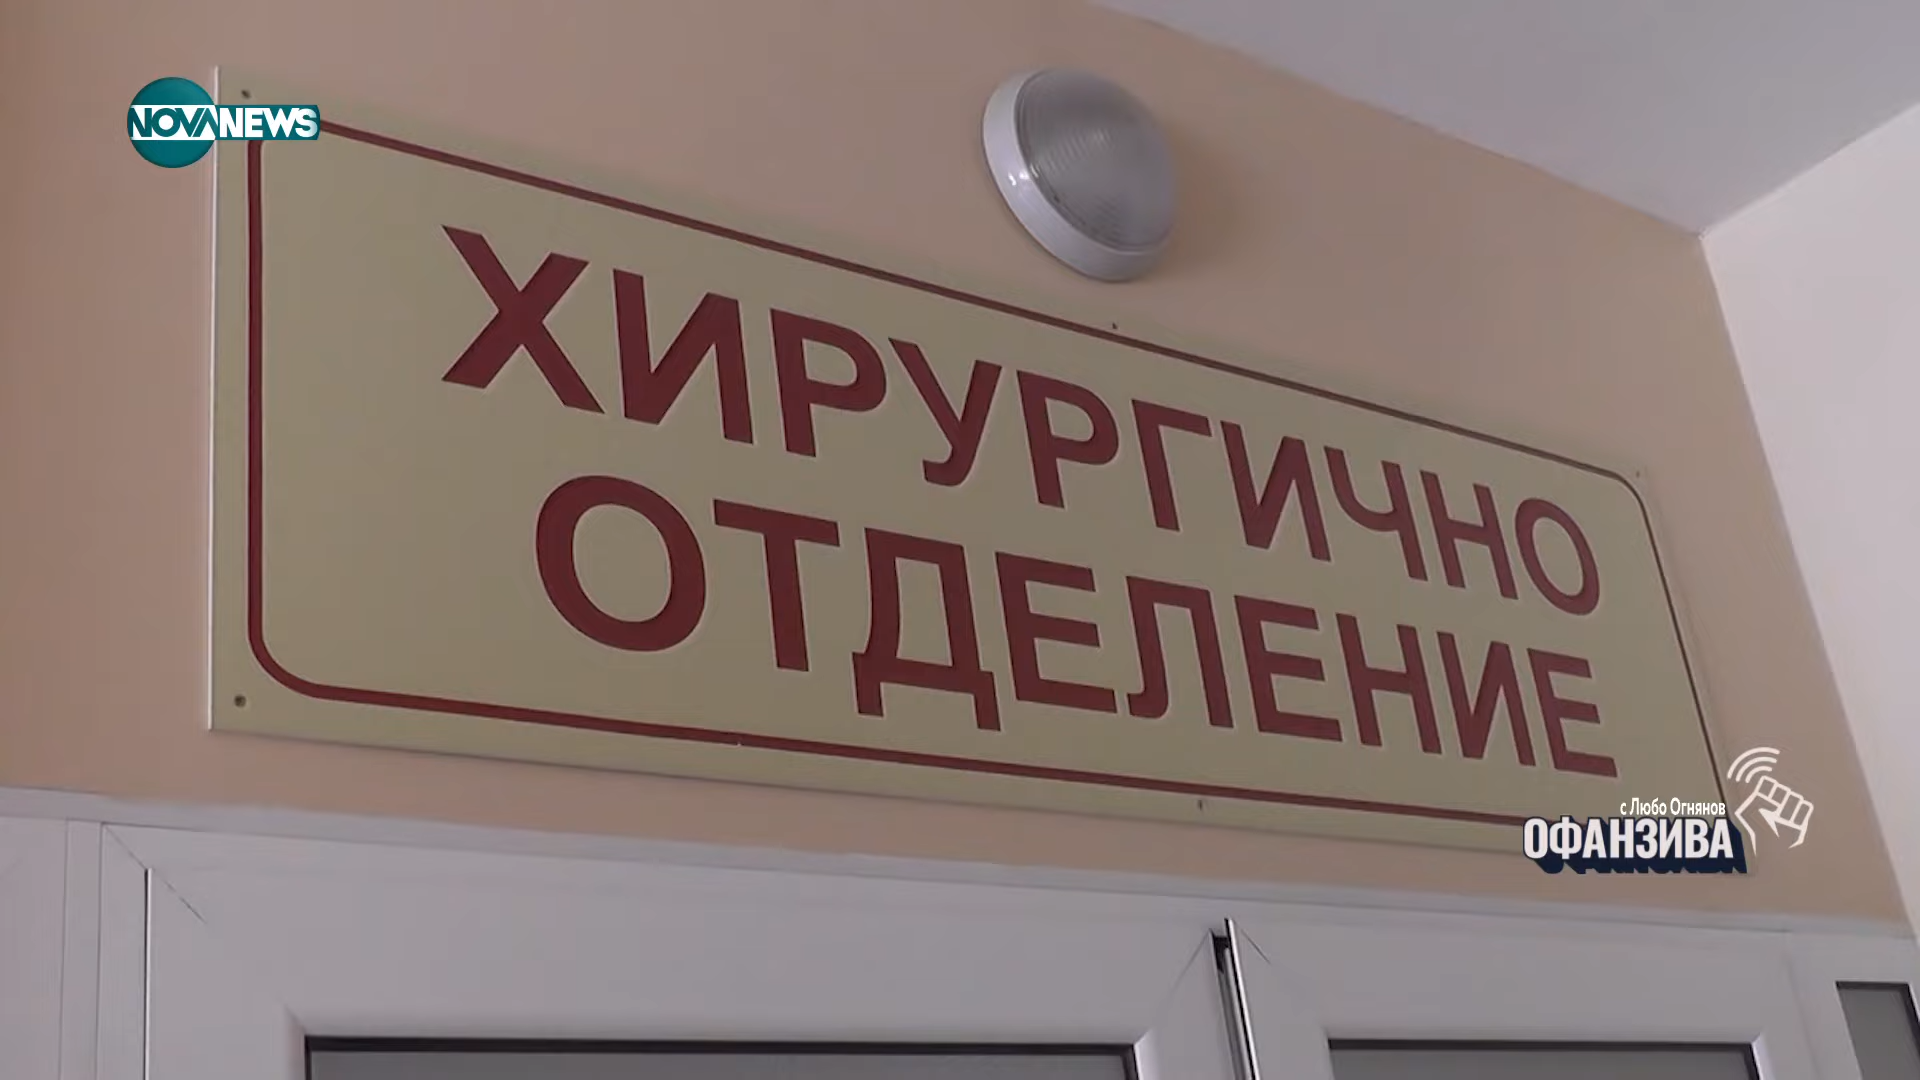 NOVANEWS
ХИРУРГИЧНО
ОТДЕЛЕНИЕ
с Любо Огнянов
ОФАНЗИВА